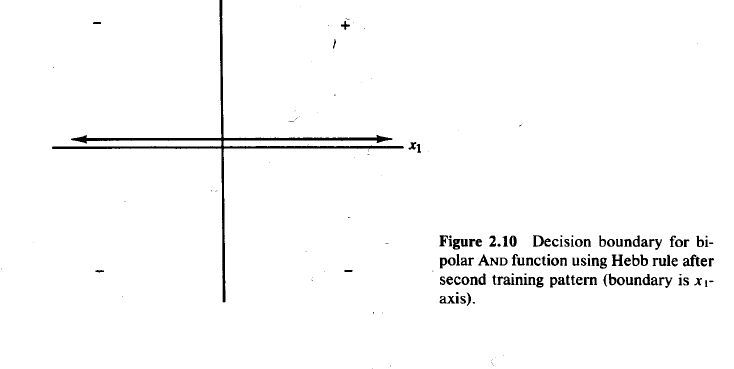 − +
x1
− −
Figure 2.10 Decision boundary for bi-
polar AND function using Hebb rule after
second training pattern (boundary is x1-
axis).